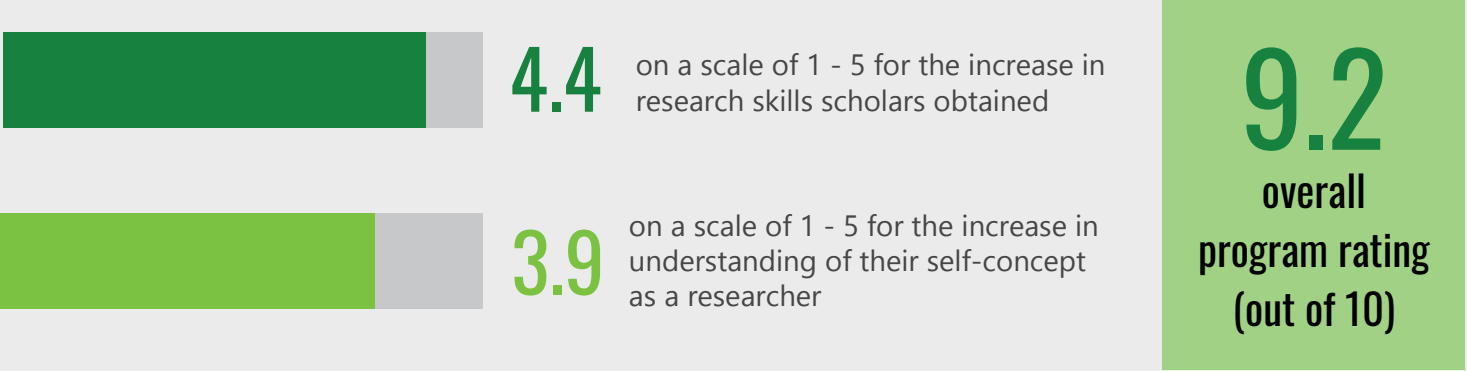 4.4
on a scale of 1 - 5 for the increase in
research skills scholars obtained
3.9
on a scale of 1 - 5 for the increase in
understanding of their self-concept
as a researcher
9.2
overall
program rating
(out of 10)